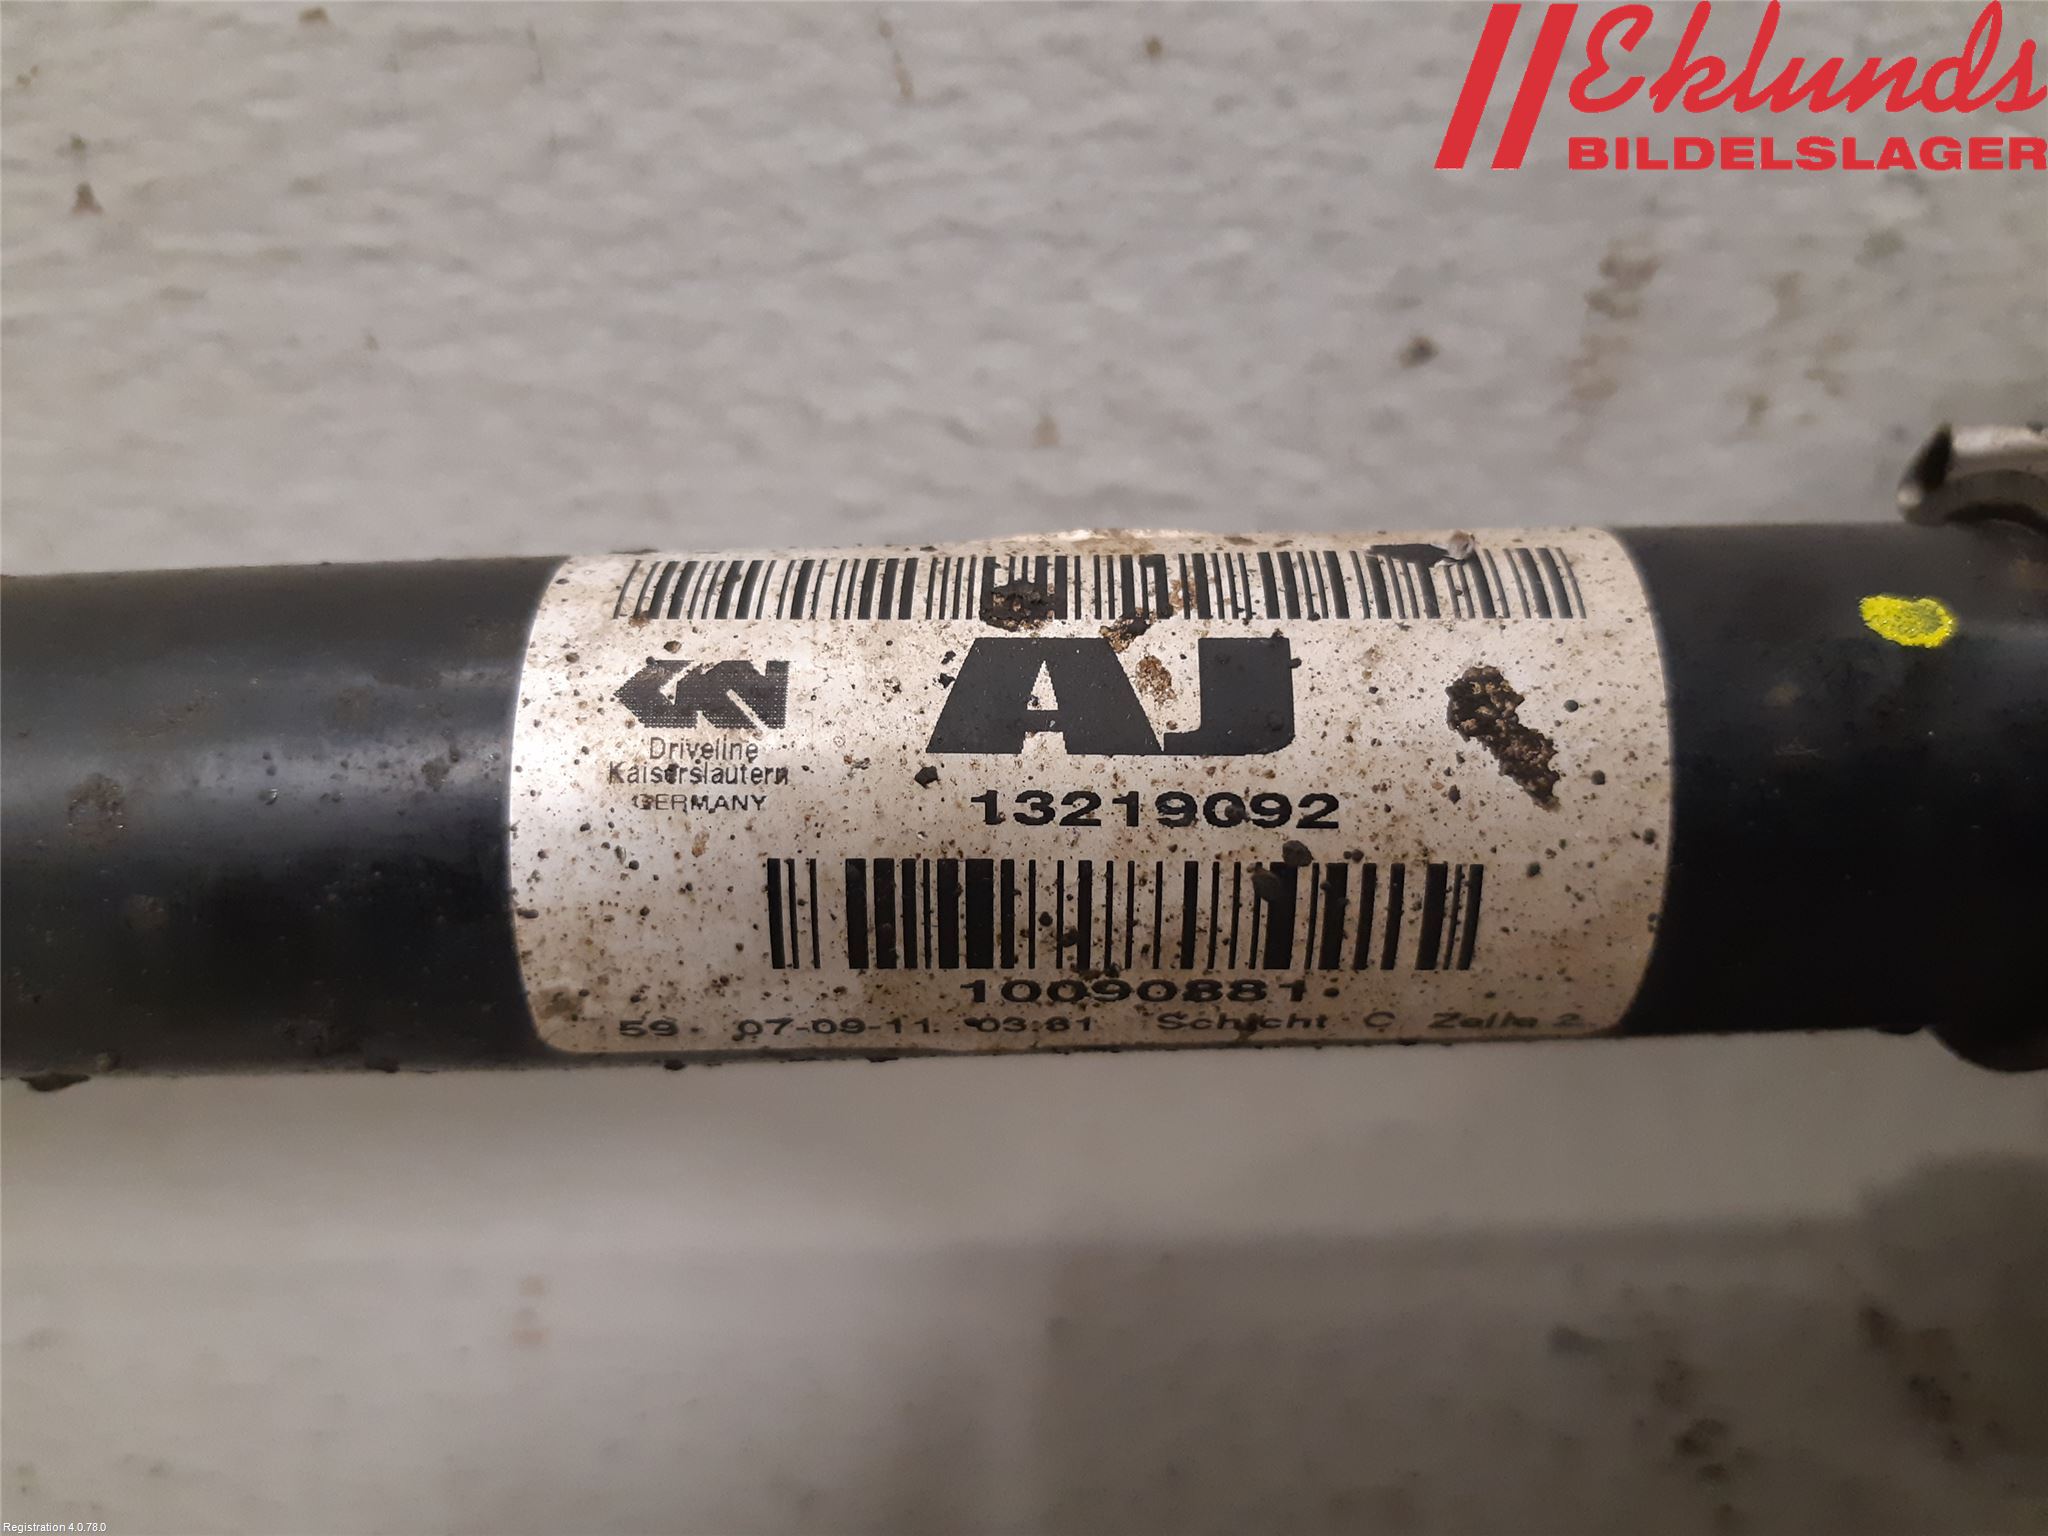 Eklunds
BILDELSLAGER
AJ
GKN
Driveline
Kaiserslautern
GERMANY
13219092
10090881
59 07-09-11 03:61 Schicht C Zelle 2
Registration 4.0.78.0